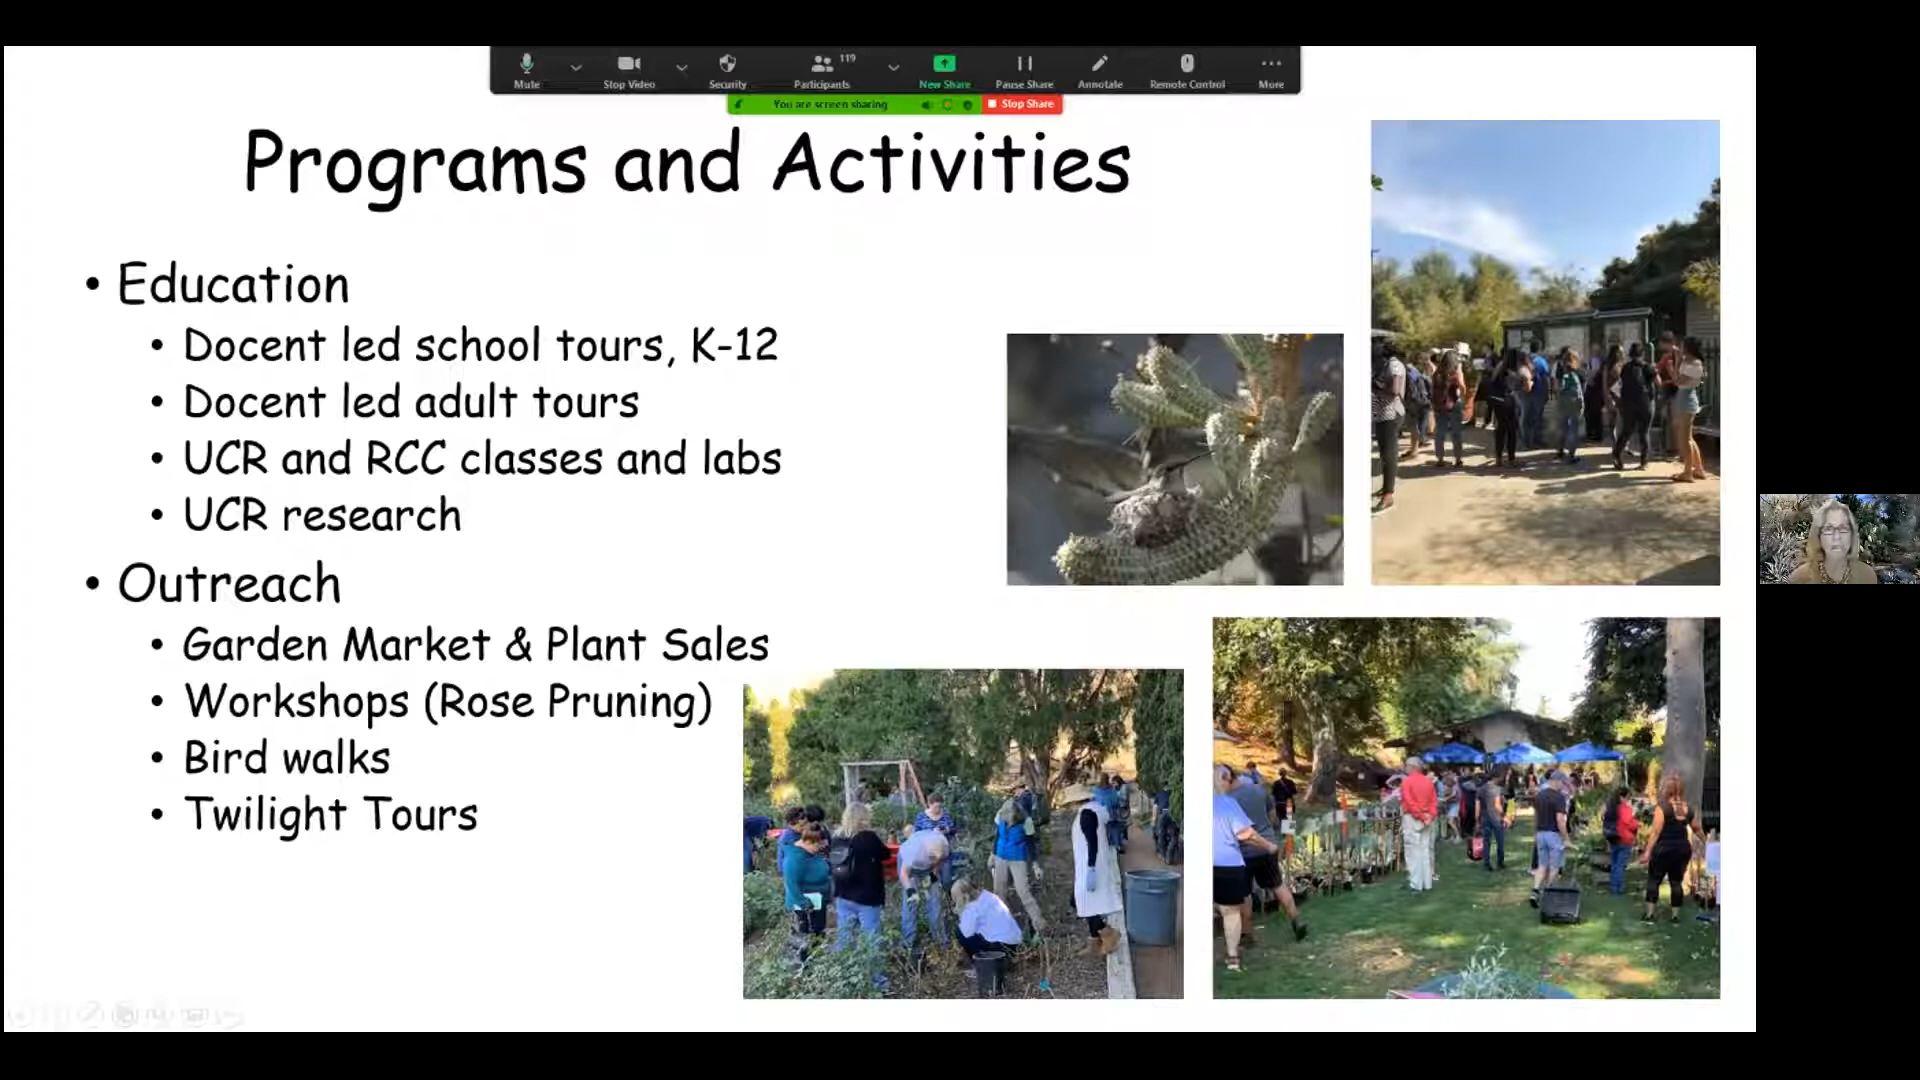 119
Mute
Stop Video
Security
Participants
New Share
Pause Share
Annotate
Remote Control
More
You are screen sharing
Stop Share
Programs and Activities
• Education
• Docent led school tours, K-12
• Docent led adult tours
• UCR and RCC classes and labs
• UCR research
• Outreach
• Garden Market & Plant Sales
• Workshops (Rose Pruning)
• Bird walks
• Twilight Tours